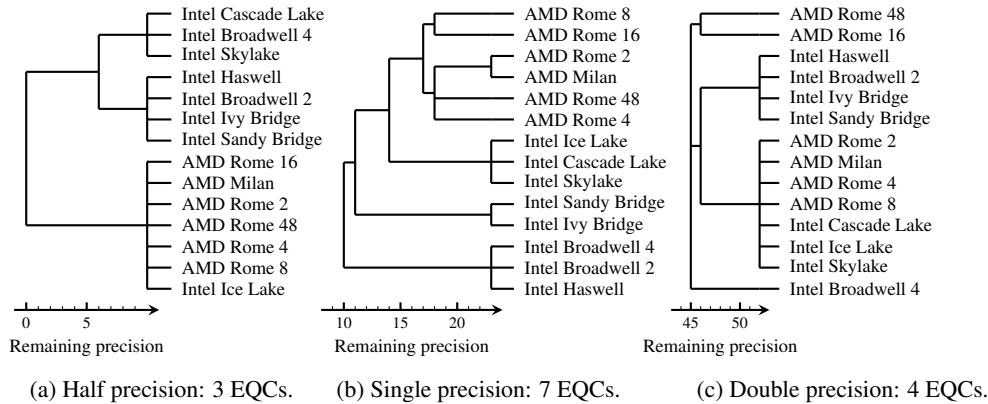 Intel Cascade Lake
Intel Broadwell 4
Intel Skylake
Intel Haswell
Intel Broadwell 2
Intel Ivy Bridge
Intel Sandy Bridge
AMD Rome 16
AMD Milan
AMD Rome 2
AMD Rome 48
AMD Rome 4
AMD Rome 8
Intel Ice Lake
0 5
Remaining precision
(a) Half precision: 3 EQCs.
AMD Rome 8
AMD Rome 16
AMD Rome 2
AMD Milan
AMD Rome 48
AMD Rome 4
Intel Ice Lake
Intel Cascade Lake
Intel Skylake
Intel Sandy Bridge
Intel Ivy Bridge
Intel Broadwell 4
Intel Broadwell 2
Intel Haswell
10 15 20
Remaining precision
(b) Single precision: 7 EQCs.
AMD Rome 48
AMD Rome 16
Intel Haswell
Intel Broadwell 2
Intel Ivy Bridge
Intel Sandy Bridge
AMD Rome 2
AMD Milan
AMD Rome 4
AMD Rome 8
Intel Cascade Lake
Intel Ice Lake
Intel Skylake
Intel Broadwell 4
45 50
Remaining precision
(c) Double precision: 4 EQCs.